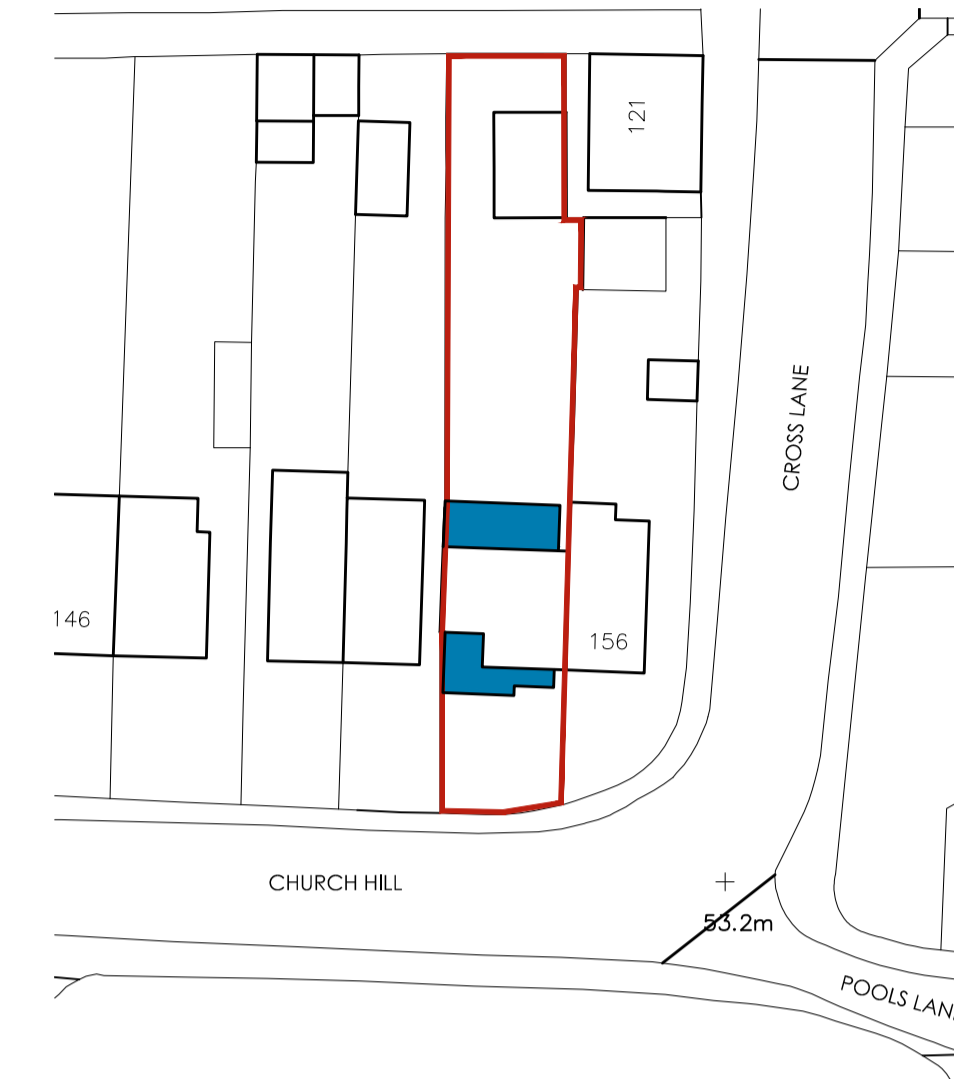 121
CROSS LANE
146
156
CHURCH HILL
53.2m
POOLS LANE